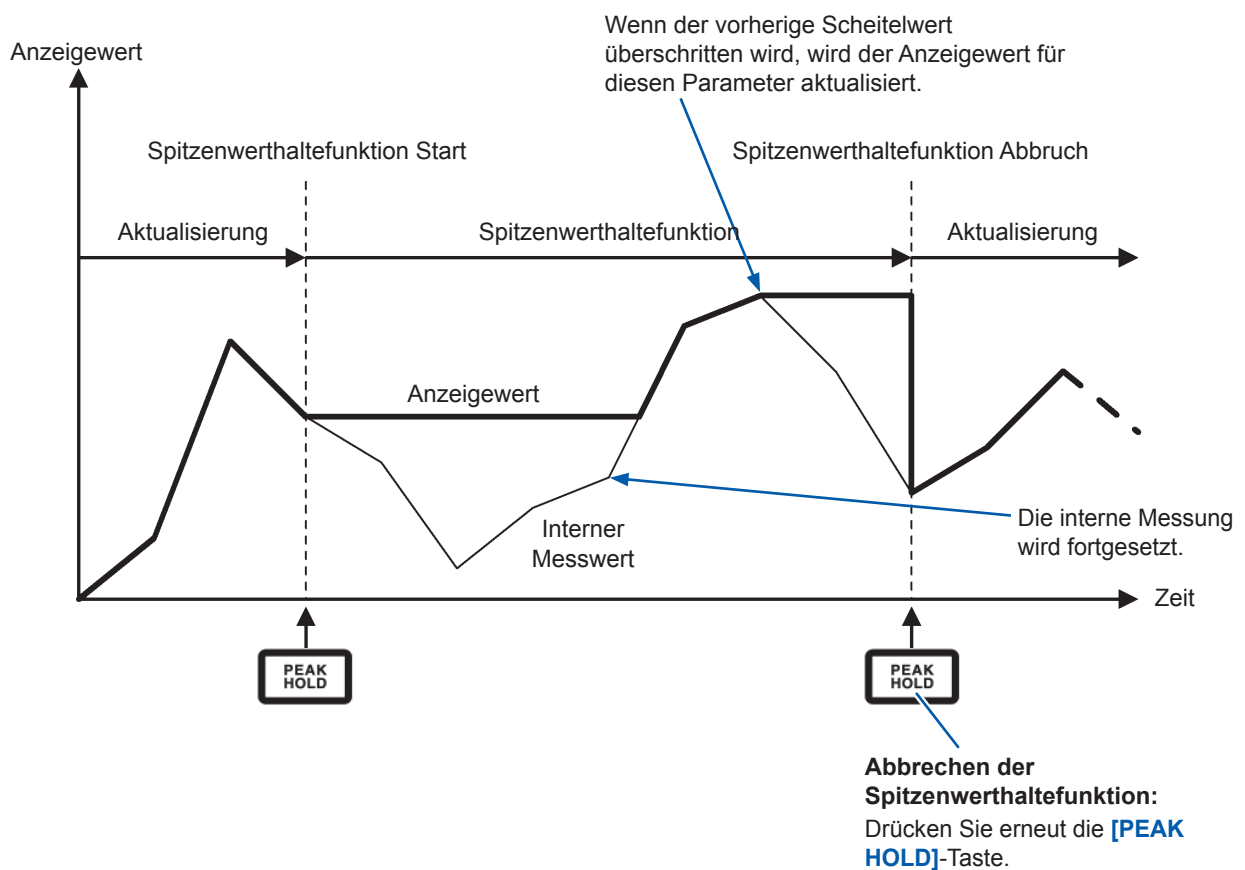 Wenn der vorherige Scheitelwert
überschritten wird, wird der Anzeigewert für
diesen Parameter aktualisiert.
Anzeigewert
Spitzenwerthaltefunktion Start
Spitzenwerthaltefunktion Abbruch
Aktualisierung
Spitzenwerthaltefunktion
Aktualisierung
Anzeigewert
Interner
Messwert
Die interne Messung
wird fortgesetzt.
Zeit
PEAK
HOLD
PEAK
HOLD
Abbrechen der
Spitzenwerthaltefunktion:
Drücken Sie erneut die [PEAK
HOLD]-Taste.